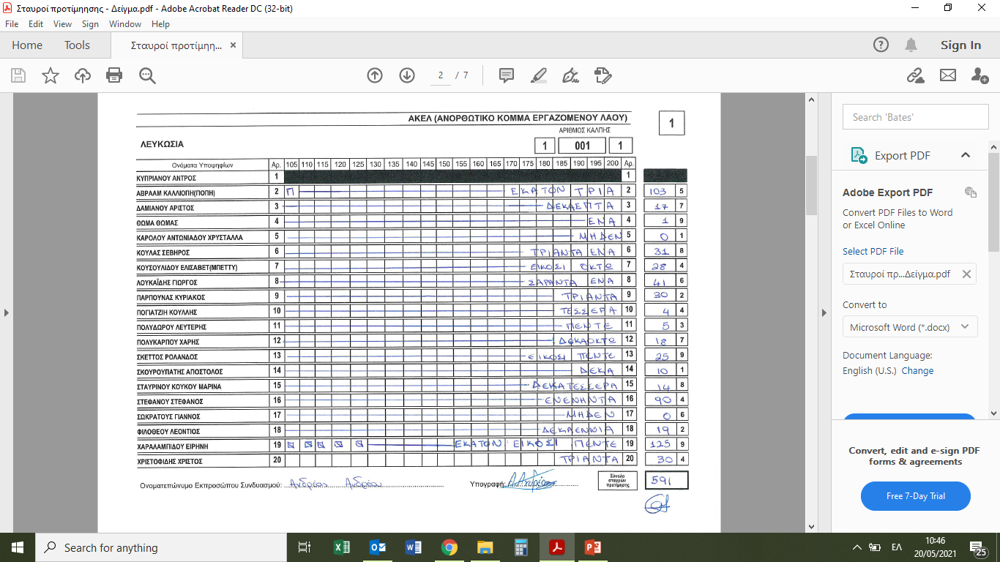 Σταυροί προτίμησης - Δείγμα.pdf - Adobe Acrobat Reader DC (32-bit)
File Edit View Sign Window Help
Home Tools Σταυροί προτίμη... × Sign In
2 / 7
ΑΚΕΛ (ΑΝΟΡΘΩΤΙΚΟ ΚΟΜΜΑ ΕΡΓΑΖΟΜΕΝΟΥ ΛΑΟΥ) 1
ΑΡΙΘΜΟΣ ΚΑΛΠΗΣ
ΛΕΥΚΩΣΙΑ 1 001 1
Ονόματα Υποψηφίων Αρ. 105 110 115 120 125 130 135 140 145 150 155 160 165 170 175 180 185 190 195 200 Αρ.
ΚΥΠΡΙΑΝΟΥ ΑΝΤΡΟΣ 1 1
ΑΒΡΑΑΜ ΚΑΛΛΙΟΠΗ(ΠΟΠΗ) 2 ΕΚΑΤΟΝ ΤΡΙΑ 2 103 5
ΔΑΜΙΑΝΟΥ ΑΡΙΣΤΟΣ 3 ΔΕΚΑΕΠΤΑ 3 17 7
ΘΩΜΑ ΘΩΜΑΣ 4 ΕΝΑ 4 1 9
ΚΑΡΟΛΟΥ ΑΝΤΩΝΙΑΔΟΥ ΧΡΥΣΤΑΛΛΑ 5 ΜΗΔΕΝ 5 0 1
ΚΟΥΛΑΣ ΣΕΒΗΡΟΣ 6 ΤΡΙΑΝΤΑ ΕΝΑ 6 31 8
ΚΟΥΣΟΥΛΙΔΟΥ ΕΛΙΣΑΒΕΤ(ΜΠΕΤΤΥ) 7 ΕΙΚΟΣΙ ΟΚΤΩ 7 28 4
ΛΟΥΚΑΪΔΗΣ ΓΙΩΡΓΟΣ 8 ΣΑΡΑΝΤΑ ΕΝΑ 8 41 6
ΠΑΡΠΟΥΝΑΣ ΚΥΡΙΑΚΟΣ 9 ΤΡΙΑΝΤΑ 9 30 2
ΠΟΓΙΑΤΖΙΗ ΚΟΥΛΛΗΣ 10 ΤΕΣΣΕΡΑ 10 4 4
ΠΟΛΥΔΩΡΟΥ ΛΕΥΤΕΡΗΣ 11 ΠΕΝΤΕ 11 5 3
ΠΟΛΥΚΑΡΠΟΥ ΧΑΡΗΣ 12 ΔΕΚΑΟΚΤΩ 12 18 7
ΣΚΕΤΤΟΣ ΡΟΛΑΝΔΟΣ 13 ΕΙΚΟΣΙ ΠΕΝΤΕ 13 25 9
ΣΚΟΥΡΟΥΠΑΤΗΣ ΑΠΟΣΤΟΛΟΣ 14 ΔΕΚΑ 14 10 1
ΣΤΑΥΡΙΝΟΥ ΚΟΥΚΟΥ ΜΑΡΙΝΑ 15 ΔΕΚΑΤΕΣΣΕΡΑ 15 14 8
ΣΤΕΦΑΝΟΥ ΣΤΕΦΑΝΟΣ 16 ΕΝΕΝΗΝΤΑ 16 90 4
ΣΩΚΡΑΤΟΥΣ ΓΙΑΝΝΟΣ 17 ΜΗΔΕΝ 17 0 6
ΦΙΛΟΘΕΟΥ ΛΕΟΝΤΙΟΣ 18 ΔΕΚΑΕΝΝΙΑ 18 19 2
ΧΑΡΑΛΑΜΠΙΔΟΥ ΕΙΡΗΝΗ 19 ΕΚΑΤΟΝ ΕΙΚΟΣΙ ΠΕΝΤΕ 19 125 9
ΧΡΙΣΤΟΦΙΔΗΣ ΧΡΙΣΤΟΣ 20 ΤΡΙΑΝΤΑ 20 30 4
Ονοματεπώνυμο Εκπροσώπου Συνδυασμού: Ανδρέας Ανδρέου Υπογραφή: Σύνολο σταυρών προτίμησης 591
Search 'Bates'
Export PDF
Adobe Export PDF
Convert PDF Files to Word
or Excel Online
Select PDF File
Σταυροί πρ...Δείγμα.pdf
Convert to
Microsoft Word (*.docx)
Document Language:
English (U.S.) Change
Convert, edit and e-sign PDF
forms & agreements
Free 7-Day Trial
Search for anything
ΕΛ 10:46
20/05/2021 25